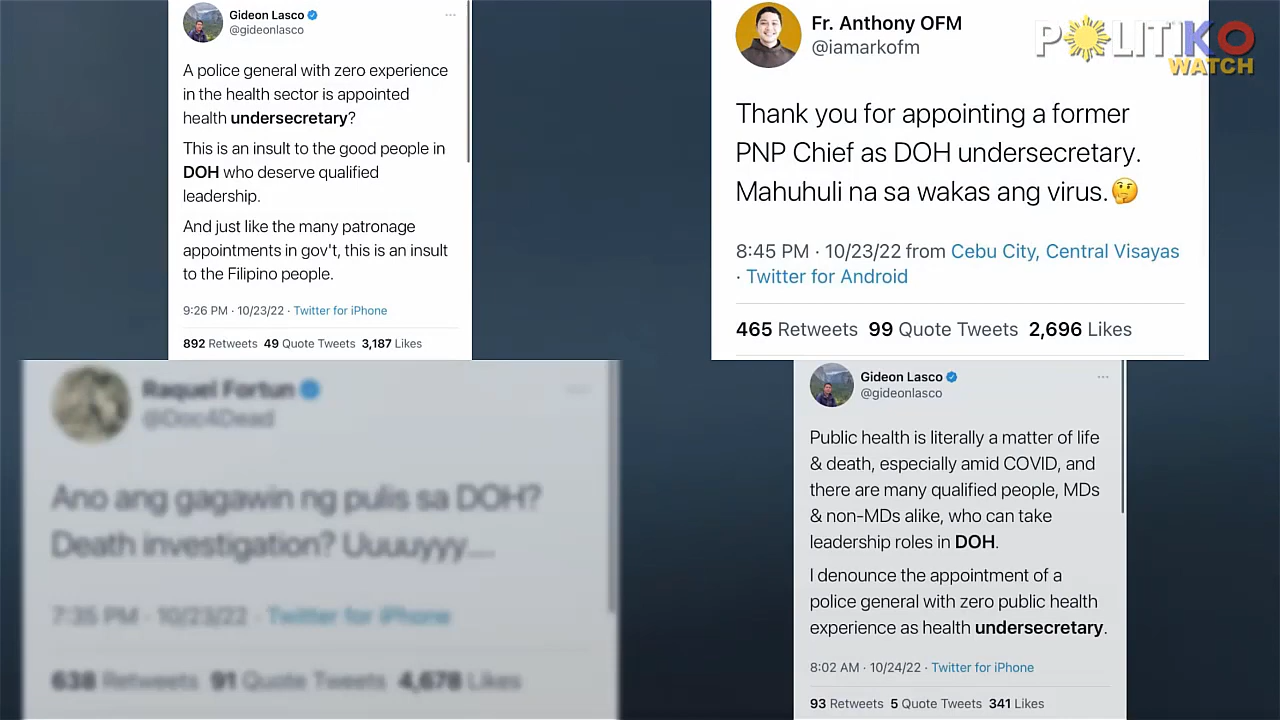 Gideon Lasco
@gideonlasco
A police general with zero experience
in the health sector is appointed
health undersecretary?
This is an insult to the good people in
DOH who deserve qualified
leadership.
And just like the many patronage
appointments in gov't, this is an insult
to the Filipino people.
9:26 PM · 10/23/22 · Twitter for iPhone
892 Retweets 49 Quote Tweets 3,187 Likes
Fr. Anthony OFM
@iamarkofm
Thank you for appointing a former
PNP Chief as DOH undersecretary.
Mahuhuli na sa wakas ang virus.🤔
8:45 PM · 10/23/22 from Cebu City, Central Visayas
· Twitter for Android
465 Retweets 99 Quote Tweets 2,696 Likes
POLITIKO
WATCH
Raquel Fortun
@Doc4Dead
Ano ang gagawin ng pulis sa DOH?
Death investigation? Uuuuyyy....
7:35 PM · 10/23/22 · Twitter for iPhone
638 Retweets 91 Quote Tweets 4,678 Likes
Gideon Lasco
@gideonlasco
Public health is literally a matter of life
& death, especially amid COVID, and
there are many qualified people, MDs
& non-MDs alike, who can take
leadership roles in DOH.
I denounce the appointment of a
police general with zero public health
experience as health undersecretary.
8:02 AM · 10/24/22 · Twitter for iPhone
93 Retweets 5 Quote Tweets 341 Likes